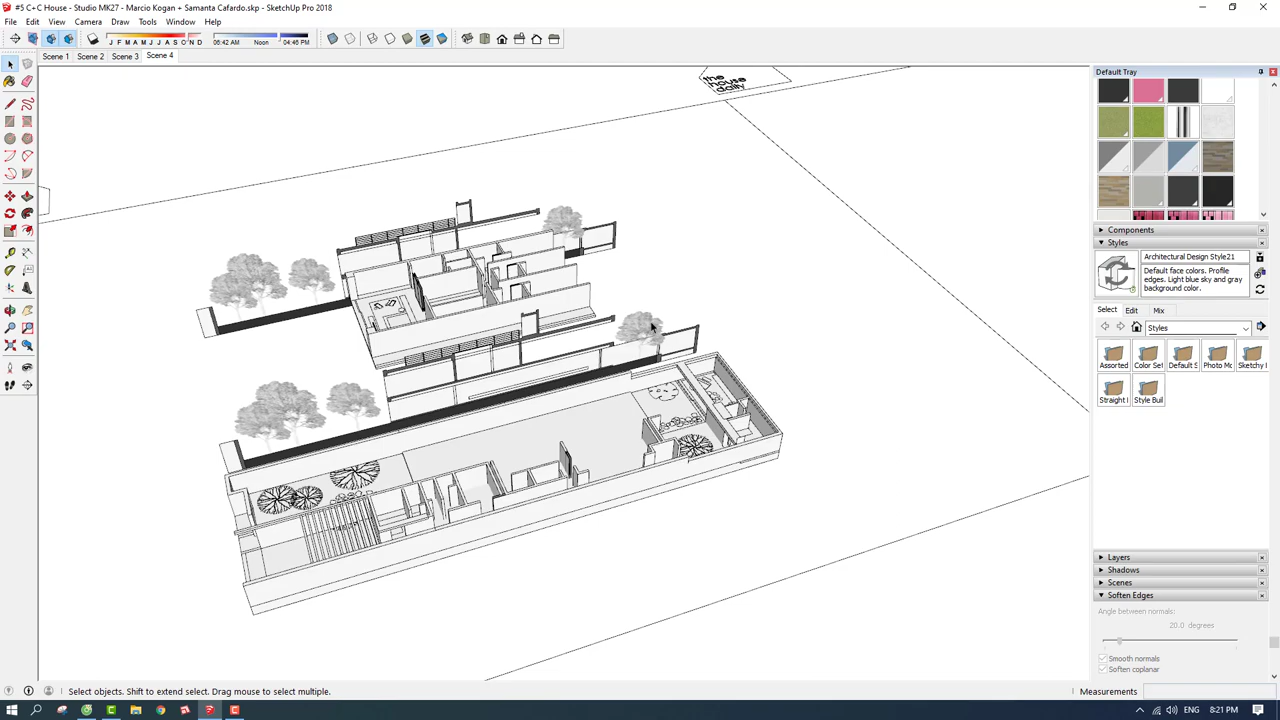 #5 C+C House - Studio MK27 - Marcio Kogan + Samanta Cafardo.skp - SketchUp Pro 2018
File Edit View Camera Draw Tools Window Help
J F M A M J J A S O N D 06:42 AM Noon 04:46 PM
Scene 1 Scene 2 Scene 3 Scene 4
the house daily
Default Tray
Components
Styles
Architectural Design Style21
Default face colors. Profile edges. Light blue sky and gray background color.
Select Edit Mix
Styles
Assorted Color Set Default S Photo Mo Sketchy I
Straight I Style Buil
Layers
Shadows
Scenes
Soften Edges
Angle between normals:
20.0 degrees
Smooth normals
Soften coplanar
Select objects. Shift to extend select. Drag mouse to select multiple.
Measurements
ENG 8:21 PM